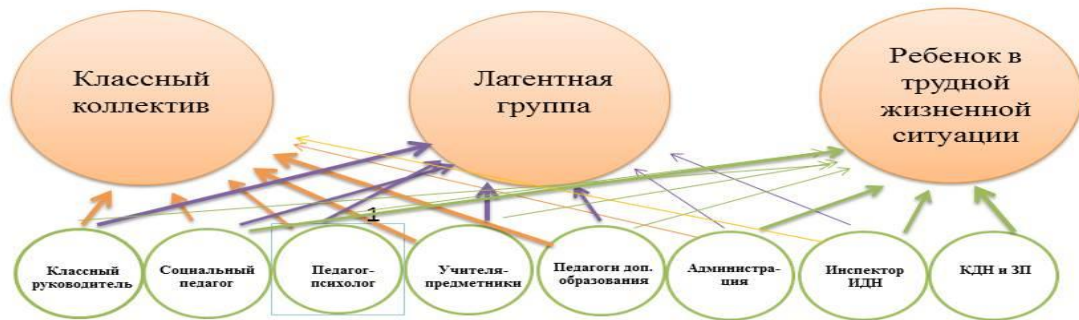 Классный
коллектив
Латентная
группа
Ребенок в
трудной
жизненной
ситуации
1
Классный
руководитель
Социальный
педагог
Педагог-
психолог
Учителя-
предметники
Педагоги доп.
образования
Администра-
ция
Инспектор
ИДН
КДН и ЗП